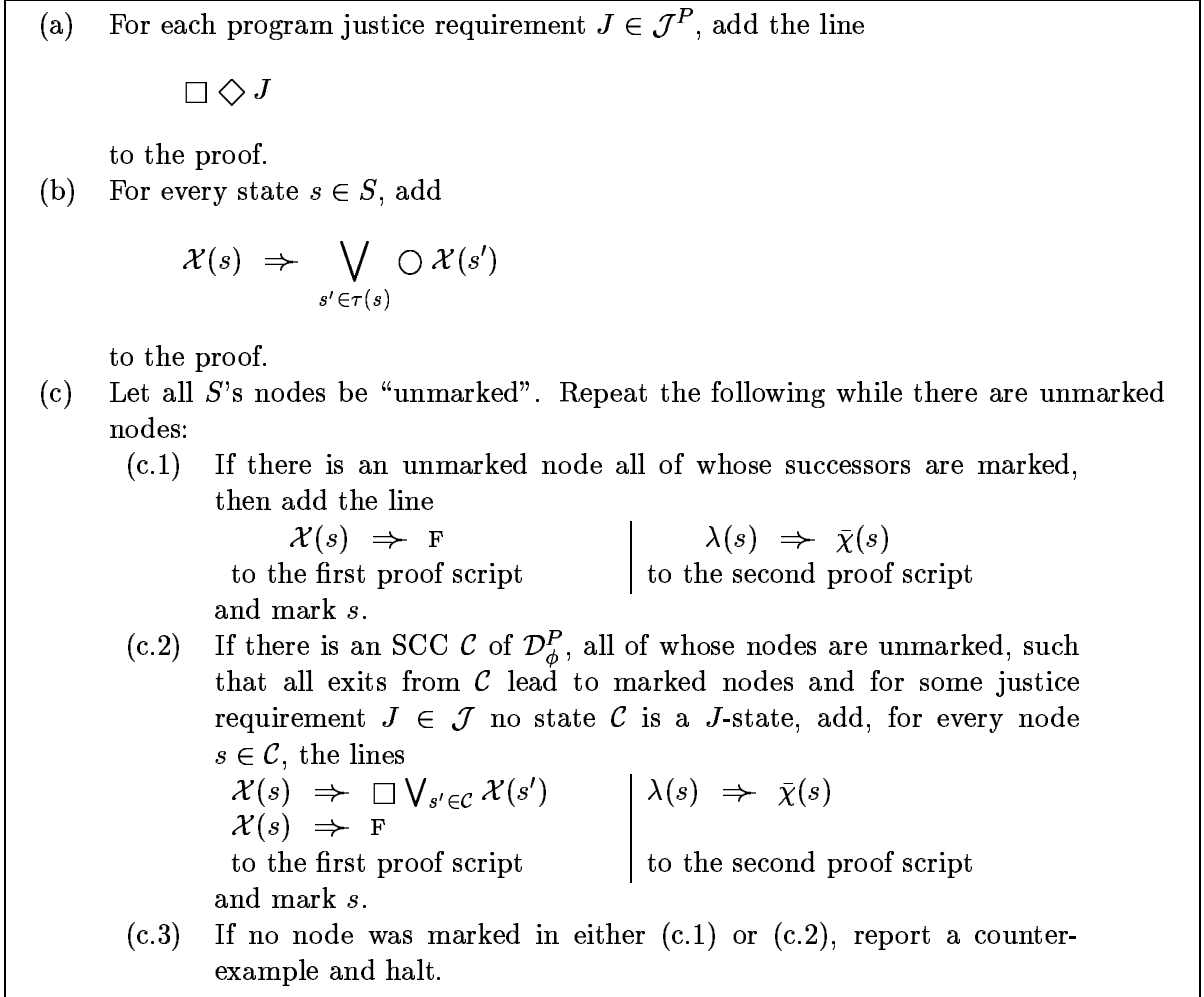 (a) For each program justice requirement J ∈ 𝒥^P, add the line
□ ◇ J
to the proof.
(b) For every state s ∈ S, add
𝒳(s) ⇒ ⋁_{s′∈τ(s)} ○ 𝒳(s′)
to the proof.
(c) Let all S's nodes be “unmarked”. Repeat the following while there are unmarked
nodes:
(c.1) If there is an unmarked node all of whose successors are marked,
then add the line
𝒳(s) ⇒ F | λ(s) ⇒ χ̄(s)
to the first proof script | to the second proof script
and mark s.
(c.2) If there is an SCC 𝒞 of 𝒟^P_ϕ, all of whose nodes are unmarked, such
that all exits from 𝒞 lead to marked nodes and for some justice
requirement J ∈ 𝒥 no state 𝒞 is a J-state, add, for every node
s ∈ 𝒞, the lines
𝒳(s) ⇒ □ ⋁_{s′∈𝒞} 𝒳(s′) | λ(s) ⇒ χ̄(s)
𝒳(s) ⇒ F
to the first proof script | to the second proof script
and mark s.
(c.3) If no node was marked in either (c.1) or (c.2), report a counter-
example and halt.